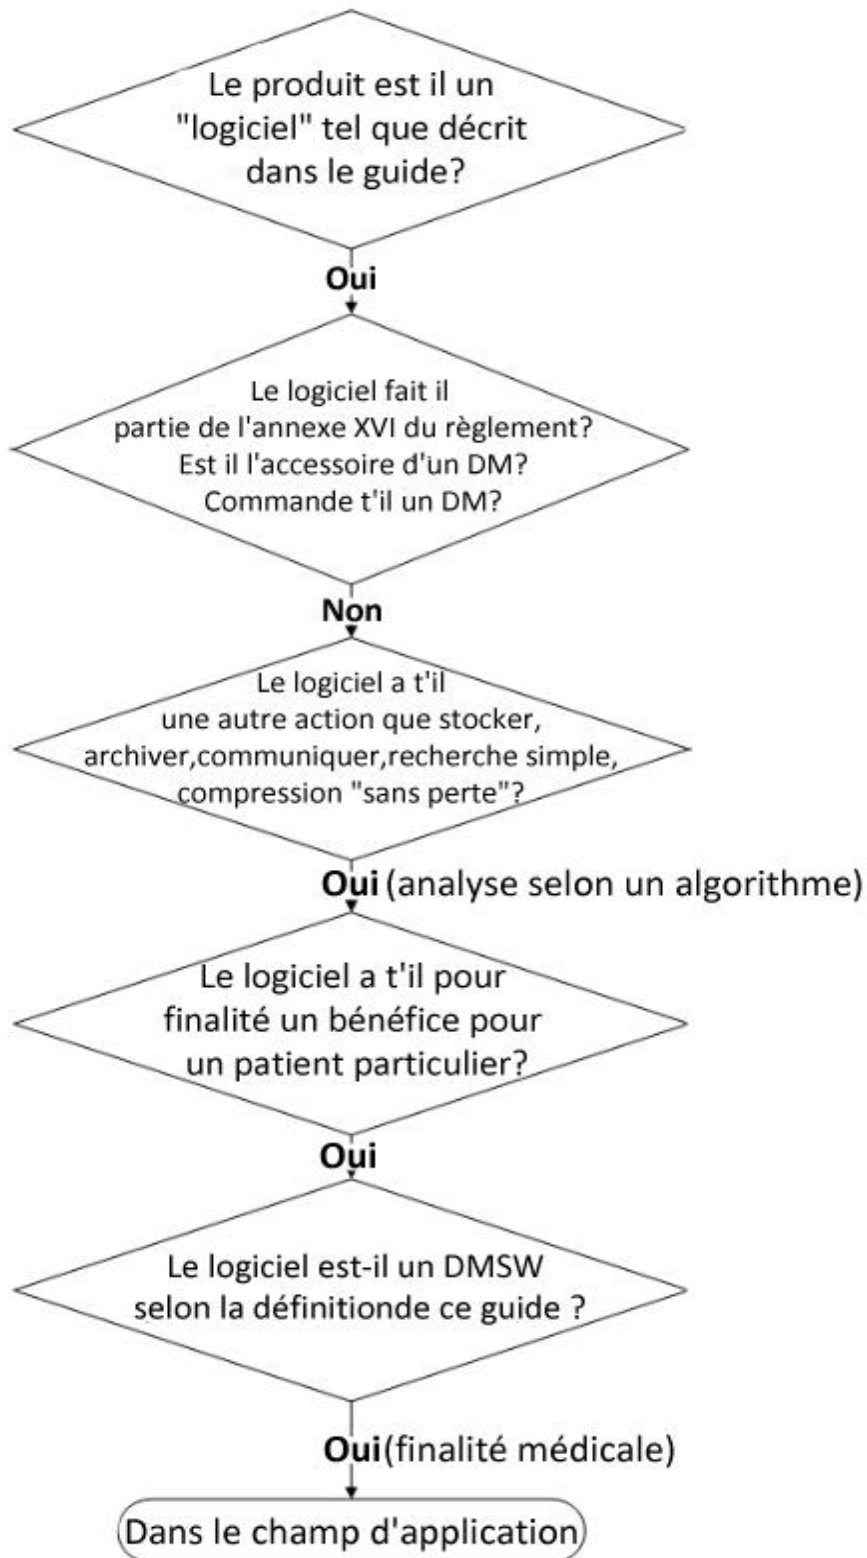 Le produit est il un
"logiciel" tel que décrit
dans le guide?
Oui
Le logiciel fait il
partie de l'annexe XVI du règlement?
Est il l'accessoire d'un DM?
Commande t'il un DM?
Non
Le logiciel a t'il
une autre action que stocker,
archiver,communiquer,recherche simple,
compression "sans perte"?
Oui (analyse selon un algorithme)
Le logiciel a t'il pour
finalité un bénéfice pour
un patient particulier?
Oui
Le logiciel est-il un DMSW
selon la définitionde ce guide ?
Oui(finalité médicale)
Dans le champ d'application